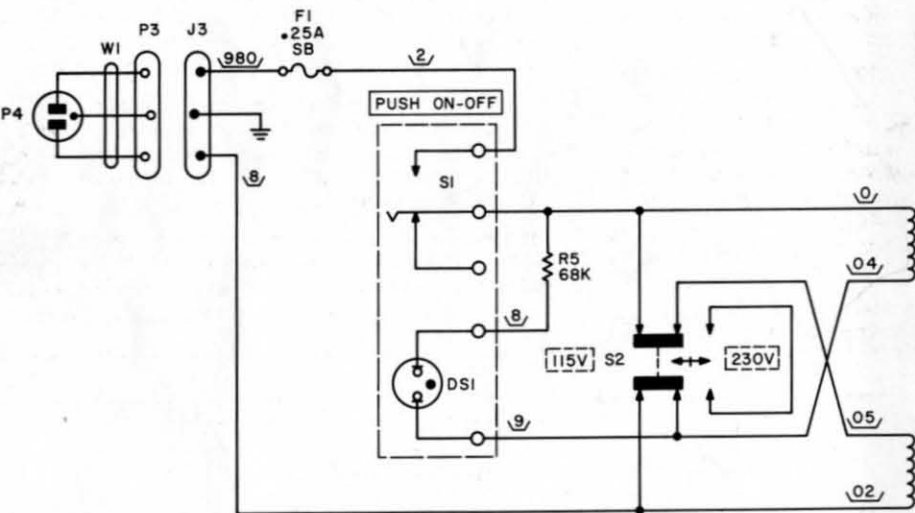 F1
.25A
SB
P3
J3
W1
P4
980
2
PUSH ON-OFF
S1
8
0
04
R5
68K
8
115V
S2
230V
DS1
9
05
02